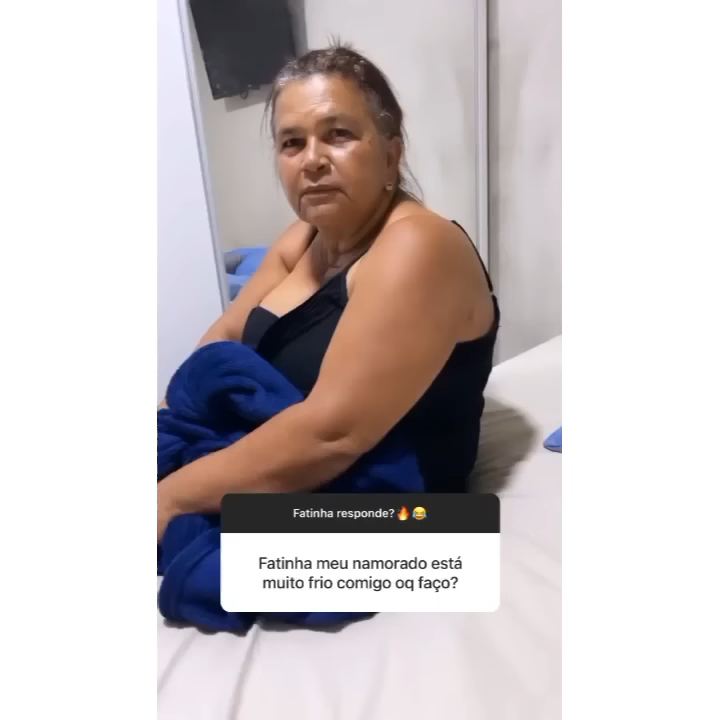 Fatinha responde?🔥😂
Fatinha meu namorado está
muito frio comigo oq faço?